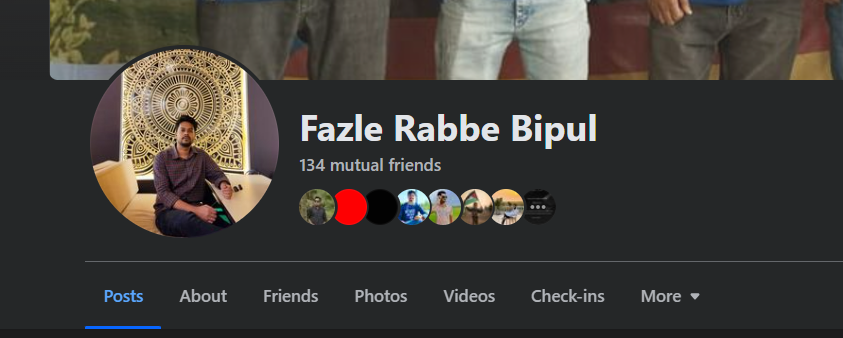 Fazle Rabbe Bipul
134 mutual friends
Posts About Friends Photos Videos Check-ins More